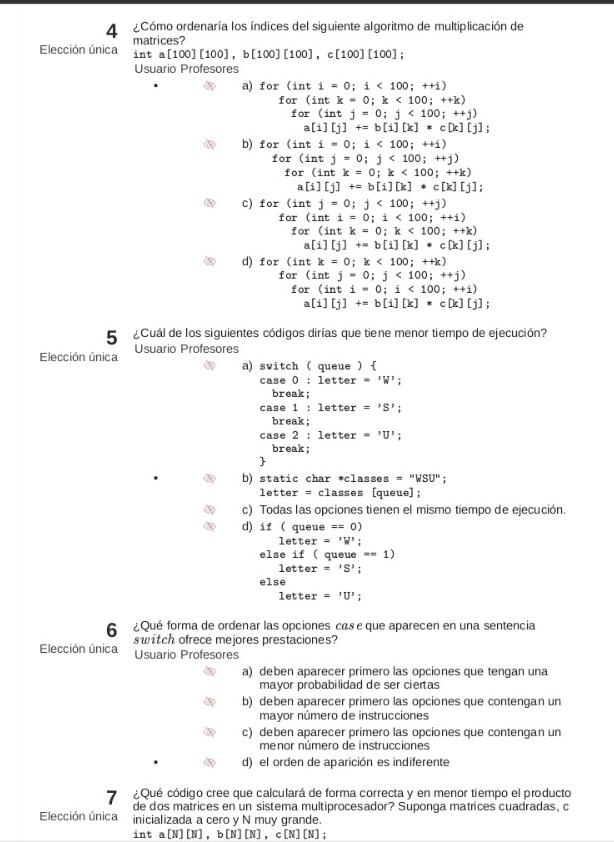 4
Elección única
¿Cómo ordenaría los índices del siguiente algoritmo de multiplicación de
matrices?
int a[100][100], b[100][100], c[100][100];
Usuario Profesores
• a) for (int i = 0; i < 100; ++i)
for (int k = 0; k < 100; ++k)
for (int j = 0; j < 100; ++j)
a[i][j] += b[i][k] * c[k][j];
b) for (int i = 0; i < 100; ++i)
for (int j = 0; j < 100; ++j)
for (int k = 0; k < 100; ++k)
a[i][j] += b[i][k] * c[k][j];
c) for (int j = 0; j < 100; ++j)
for (int i = 0; i < 100; ++i)
for (int k = 0; k < 100; ++k)
a[i][j] += b[i][k] * c[k][j];
d) for (int k = 0; k < 100; ++k)
for (int j = 0; j < 100; ++j)
for (int i = 0; i < 100; ++i)
a[i][j] += b[i][k] * c[k][j];
5
Elección única
¿Cuál de los siguientes códigos dirías que tiene menor tiempo de ejecución?
Usuario Profesores
a) switch ( queue ) {
case 0 : letter = 'W';
break;
case 1 : letter = 'S';
break;
case 2 : letter = 'U';
break;
}
• b) static char *classes = "WSU";
letter = classes [queue];
c) Todas las opciones tienen el mismo tiempo de ejecución.
d) if ( queue == 0)
letter = 'W';
else if ( queue == 1)
letter = 'S';
else
letter = 'U';
6
Elección única
¿Qué forma de ordenar las opciones case que aparecen en una sentencia
switch ofrece mejores prestaciones?
Usuario Profesores
a) deben aparecer primero las opciones que tengan una
mayor probabilidad de ser ciertas
b) deben aparecer primero las opciones que contengan un
mayor número de instrucciones
c) deben aparecer primero las opciones que contengan un
menor número de instrucciones
• d) el orden de aparición es indiferente
7
Elección única
¿Qué código cree que calculará de forma correcta y en menor tiempo el producto
de dos matrices en un sistema multiprocesador? Suponga matrices cuadradas, c
inicializada a cero y N muy grande.
int a[N][N], b[N][N], c[N][N];